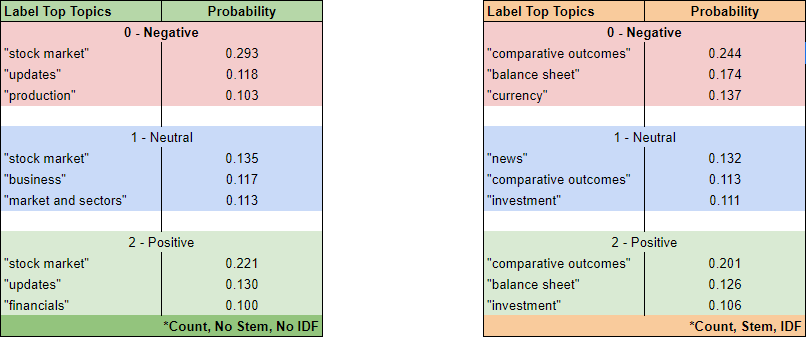 Label Top Topics Probability
0 - Negative
"stock market" 0.293
"updates" 0.118
"production" 0.103
1 - Neutral
"stock market" 0.135
"business" 0.117
"market and sectors" 0.113
2 - Positive
"stock market" 0.221
"updates" 0.130
"financials" 0.100
*Count, No Stem, No IDF
Label Top Topics Probability
0 - Negative
"comparative outcomes" 0.244
"balance sheet" 0.174
"currency" 0.137
1 - Neutral
"news" 0.132
"comparative outcomes" 0.113
"investment" 0.111
2 - Positive
"comparative outcomes" 0.201
"balance sheet" 0.126
"investment" 0.106
*Count, Stem, IDF